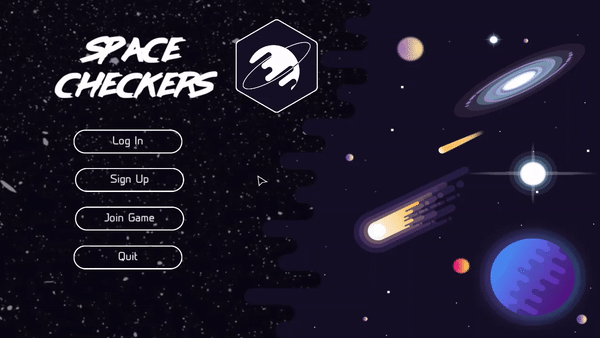 SPACE
CHECKERS
Log In
Sign Up
Join Game
Quit